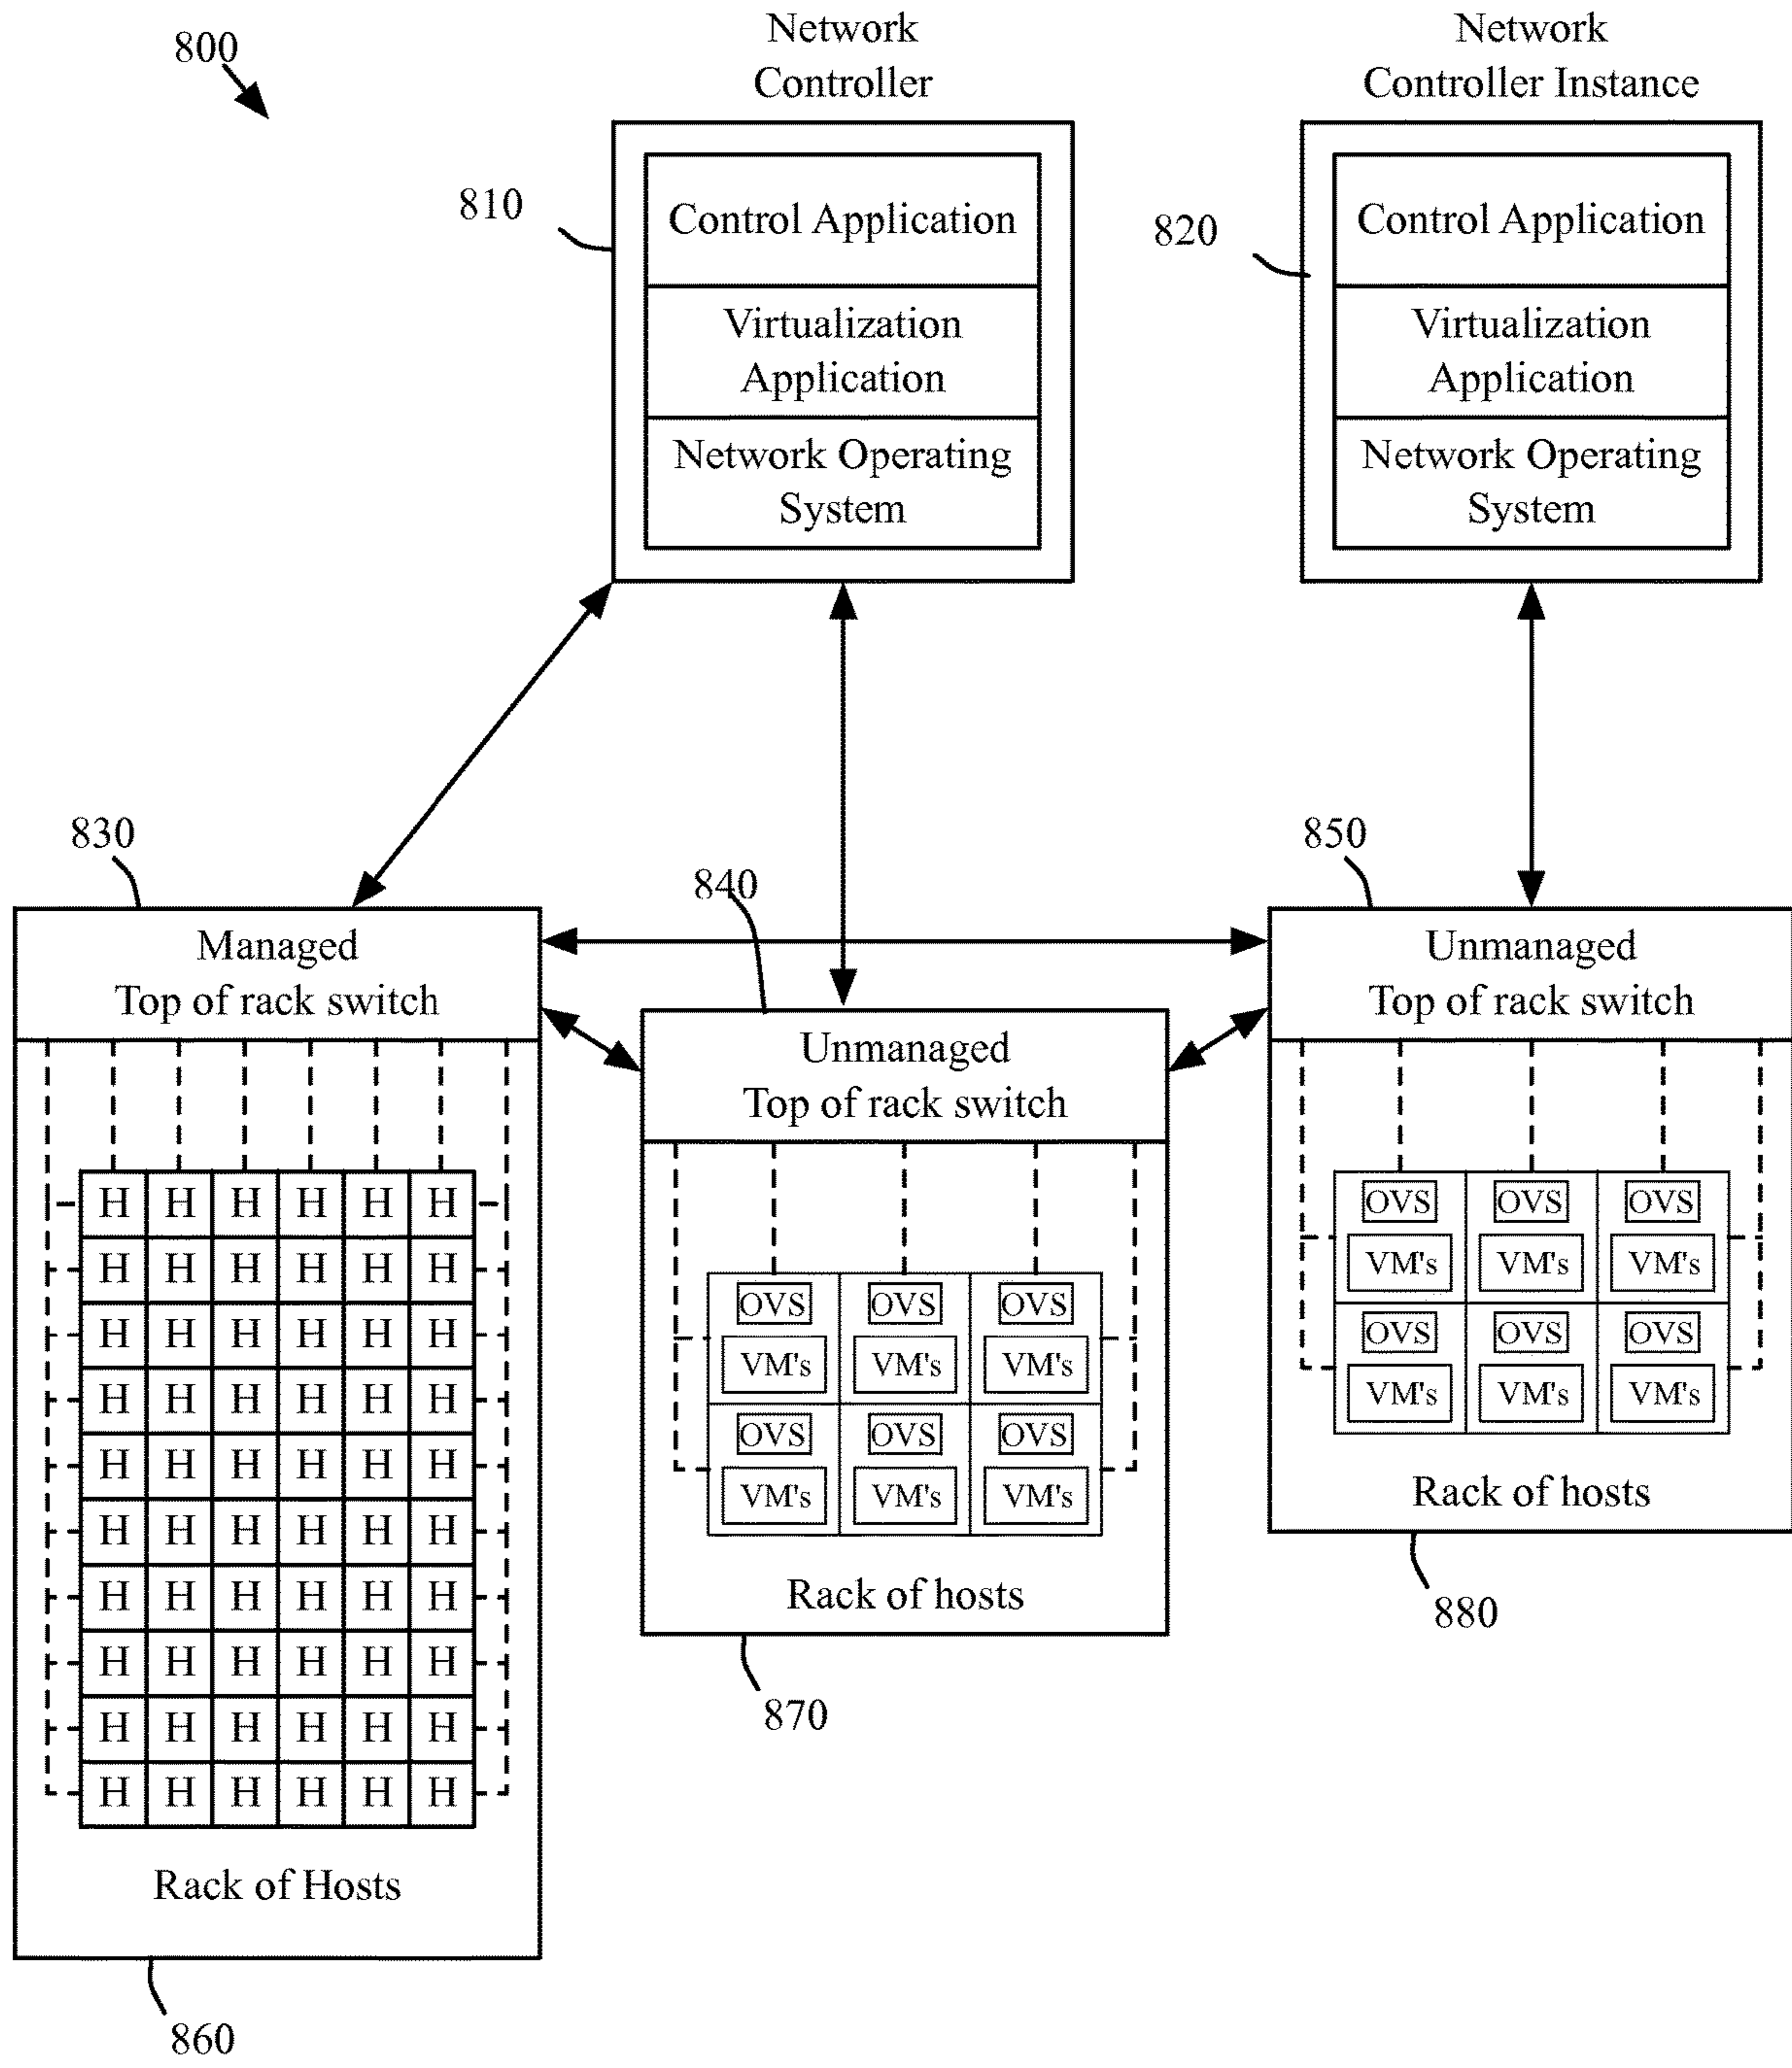 800
Network
Controller
Network
Controller Instance
810
Control Application
Virtualization
Application
Network Operating
System
820
Control Application
Virtualization
Application
Network Operating
System
830
Managed
Top of rack switch
H H H H H H
H H H H H H
H H H H H H
H H H H H H
H H H H H H
H H H H H H
H H H H H H
H H H H H H
H H H H H H
H H H H H H
Rack of Hosts
860
840
Unmanaged
Top of rack switch
OVS OVS OVS
VM's VM's VM's
OVS OVS OVS
VM's VM's VM's
Rack of hosts
870
850
Unmanaged
Top of rack switch
OVS OVS OVS
VM's VM's VM's
OVS OVS OVS
VM's VM's VM's
Rack of hosts
880